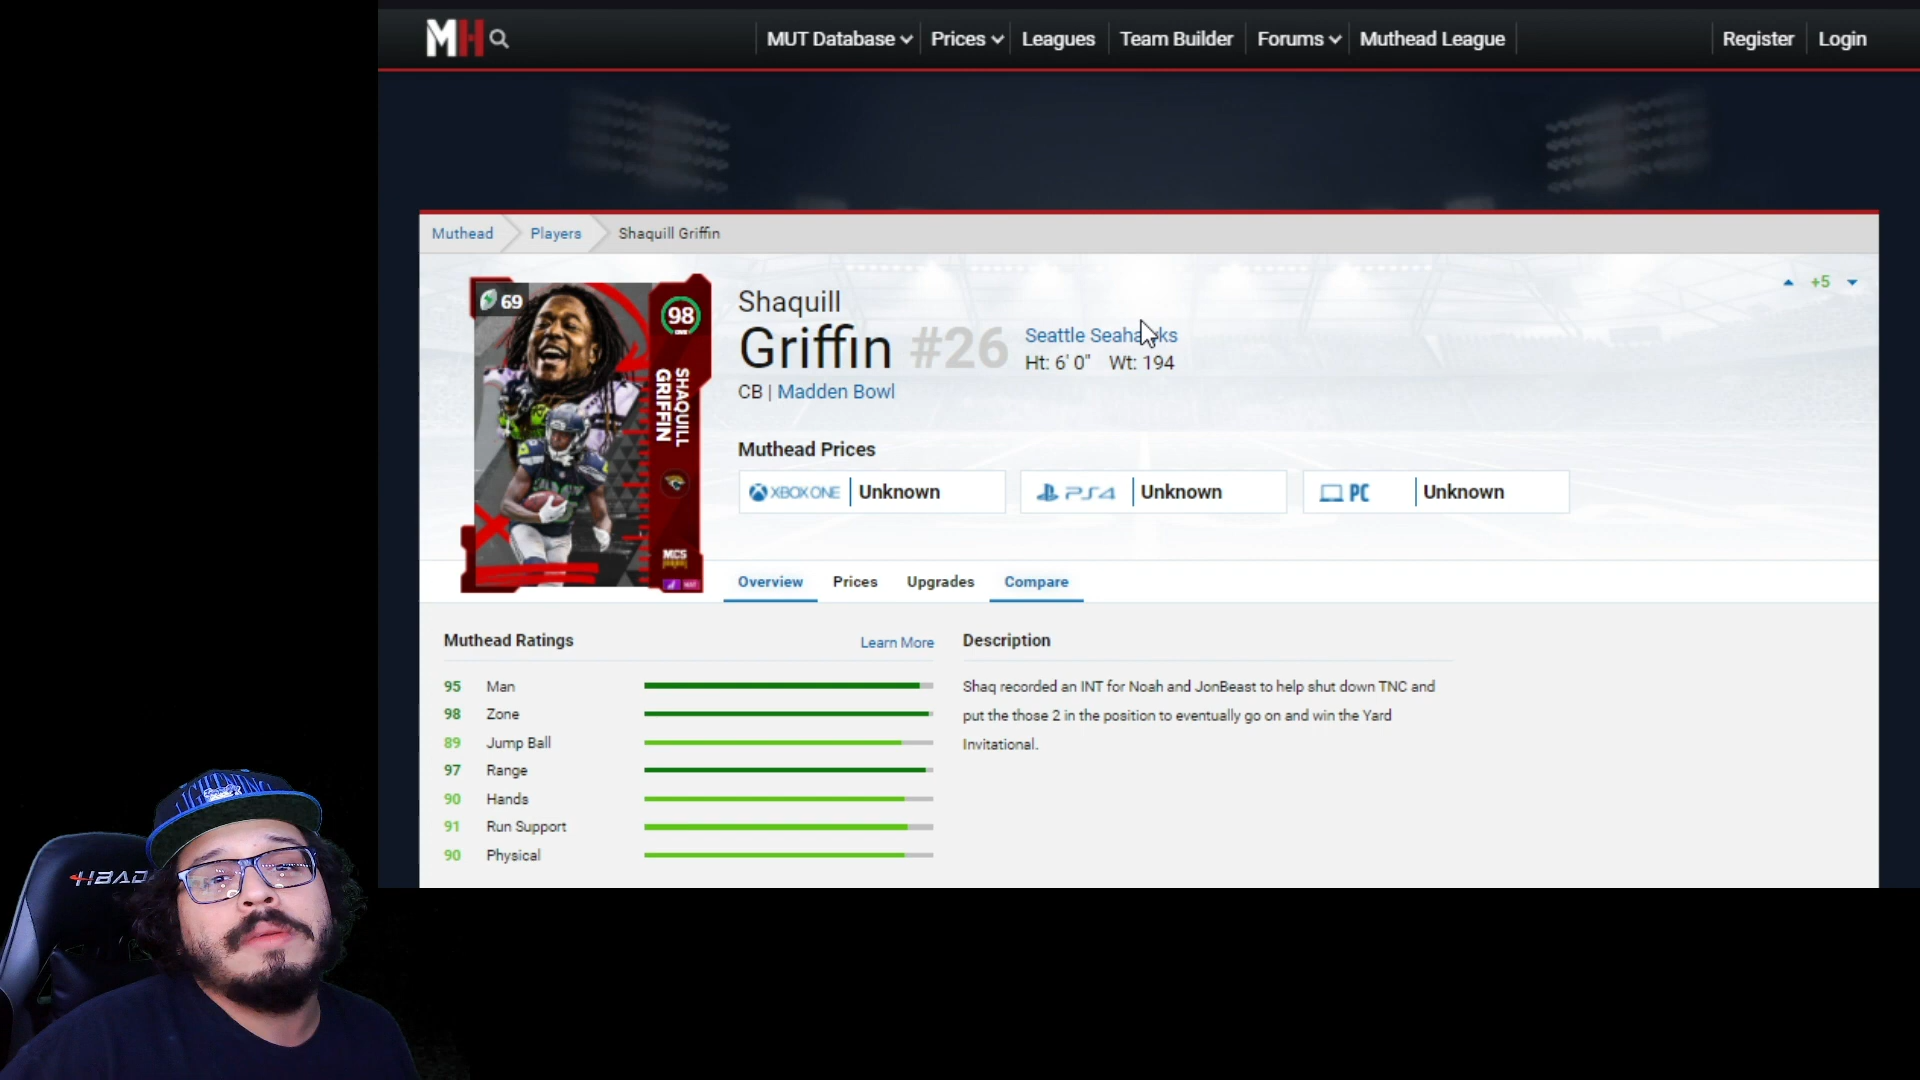 MH
MUT Database
Prices
Leagues
Team Builder
Forums
Muthead League
Register
Login
Muthead
Players
Shaquill Griffin
69
98
SHAQUILL
GRIFFIN
MCS
Shaquill
Griffin #26
CB | Madden Bowl
Seattle Seahawks
Ht: 6' 0" Wt: 194
+5
Muthead Prices
XBOX ONE Unknown
PS4 Unknown
PC Unknown
Overview
Prices
Upgrades
Compare
Muthead Ratings
Learn More
95 Man
98 Zone
89 Jump Ball
97 Range
90 Hands
91 Run Support
90 Physical
Description
Shaq recorded an INT for Noah and JonBeast to help shut down TNC and
put the those 2 in the position to eventually go on and win the Yard
Invitational.
HBAD